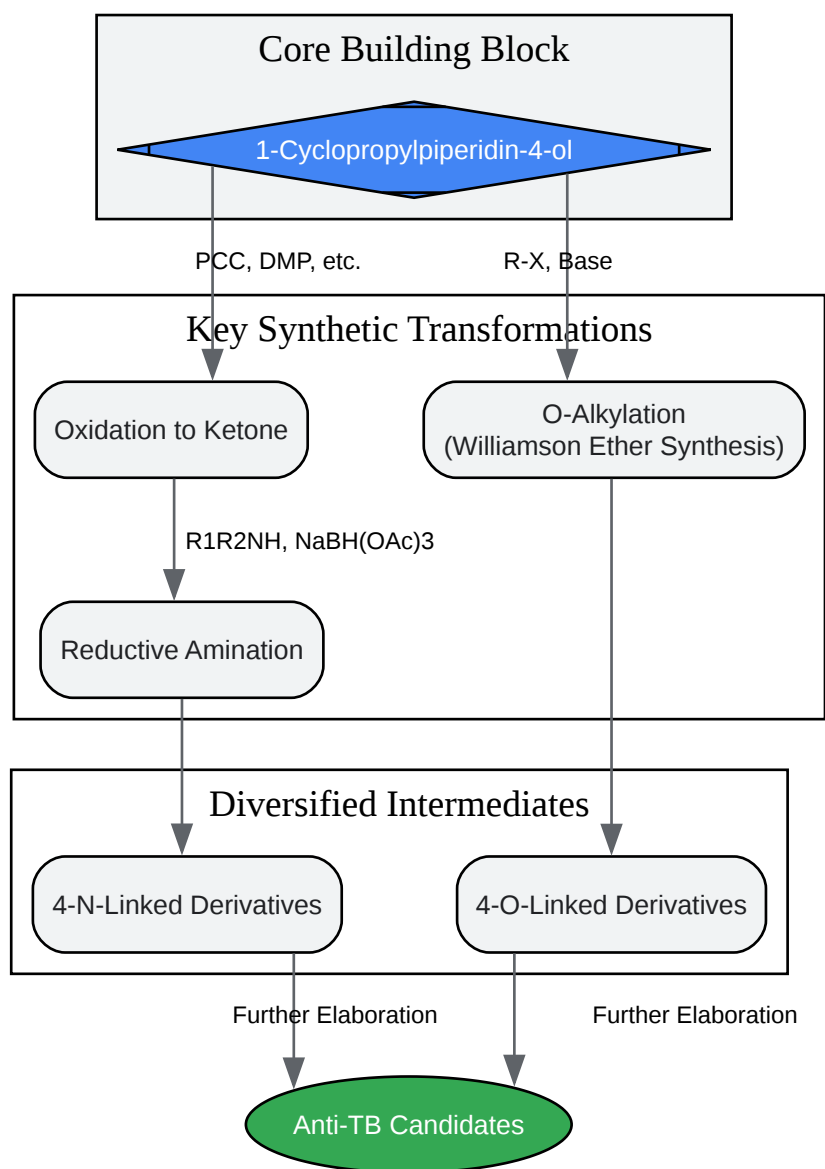 Core Building Block
1-Cyclopropylpiperidin-4-ol
PCC, DMP, etc.
R-X, Base
Key Synthetic Transformations
Oxidation to Ketone
O-Alkylation
(Williamson Ether Synthesis)
R1R2NH, NaBH(OAc)3
Reductive Amination
Diversified Intermediates
4-N-Linked Derivatives
4-O-Linked Derivatives
Further Elaboration
Further Elaboration
Anti-TB Candidates